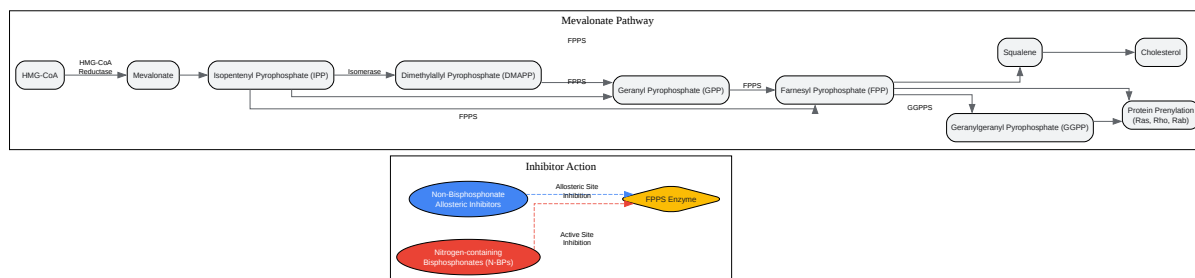 Mevalonate Pathway
FPPS
HMG-CoA
HMG-CoA
Reductase
Mevalonate
Isopentenyl Pyrophosphate (IPP)
Isomerase
Dimethylallyl Pyrophosphate (DMAPP)
FPPS
Geranyl Pyrophosphate (GPP)
FPPS
Farnesyl Pyrophosphate (FPP)
Squalene
Cholesterol
FPPS
GGPPS
Geranylgeranyl Pyrophosphate (GGPP)
Protein Prenylation
(Ras, Rho, Rab)
Inhibitor Action
Non-Bisphosphonate
Allosteric Inhibitors
Allosteric Site
Inhibition
FPPS Enzyme
Active Site
Inhibition
Nitrogen-containing
Bisphosphonates (N-BPs)